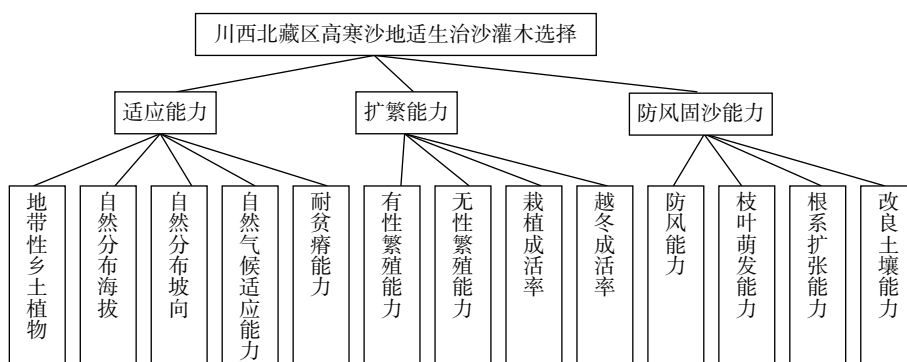 川西北藏区高寒沙地适生治沙灌木选择
适应能力
扩繁能力
防风固沙能力
地带性乡土植物
自然分布海拔
自然分布坡向
自然气候适应能力
耐贫瘠能力
有性繁殖能力
无性繁殖能力
栽植成活率
越冬成活率
防风能力
枝叶萌发能力
根系扩张能力
改良土壤能力